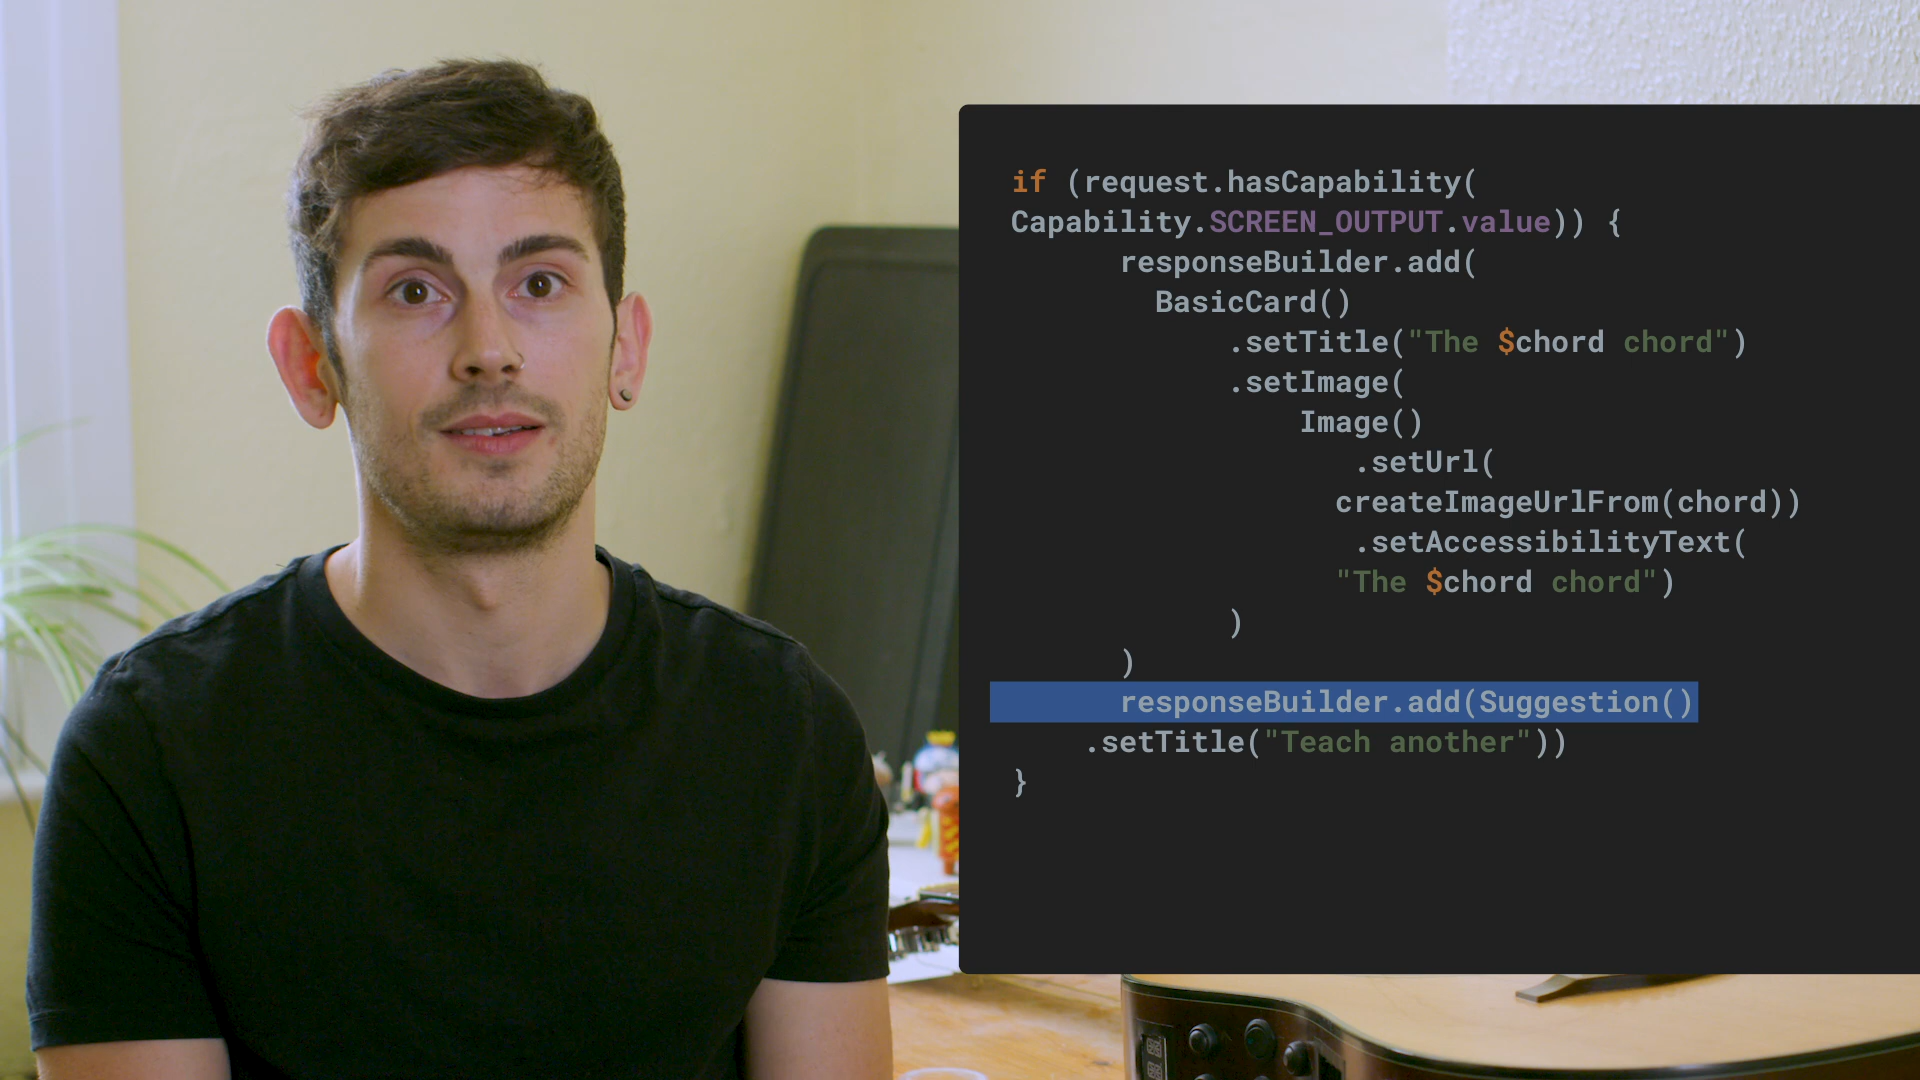 if (request.hasCapability(
Capability.SCREEN_OUTPUT.value)) {
responseBuilder.add(
BasicCard()
.setTitle("The $chord chord")
.setImage(
Image()
.setUrl(
createImageUrlFrom(chord))
.setAccessibilityText(
"The $chord chord")
)
)
responseBuilder.add(Suggestion()
.setTitle("Teach another"))
}